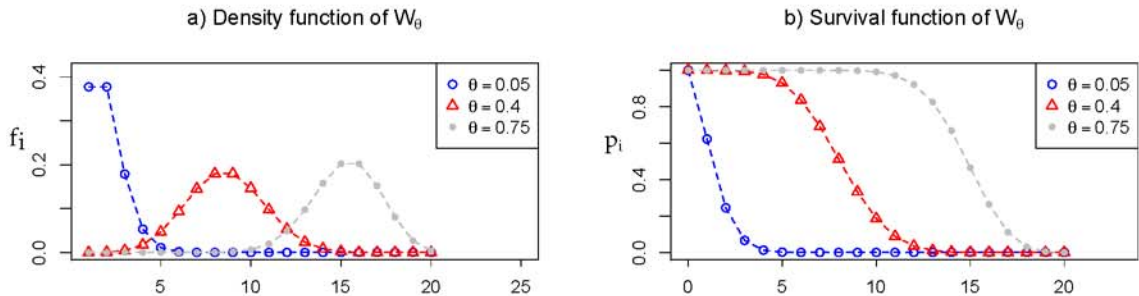 a) Density function of Wθ
0.4
0.2
0.0
fi
θ = 0.05
θ = 0.4
θ = 0.75
5 10 15 20 25
b) Survival function of Wθ
0.8
0.4
0.0
pi
θ = 0.05
θ = 0.4
θ = 0.75
0 5 10 15 20